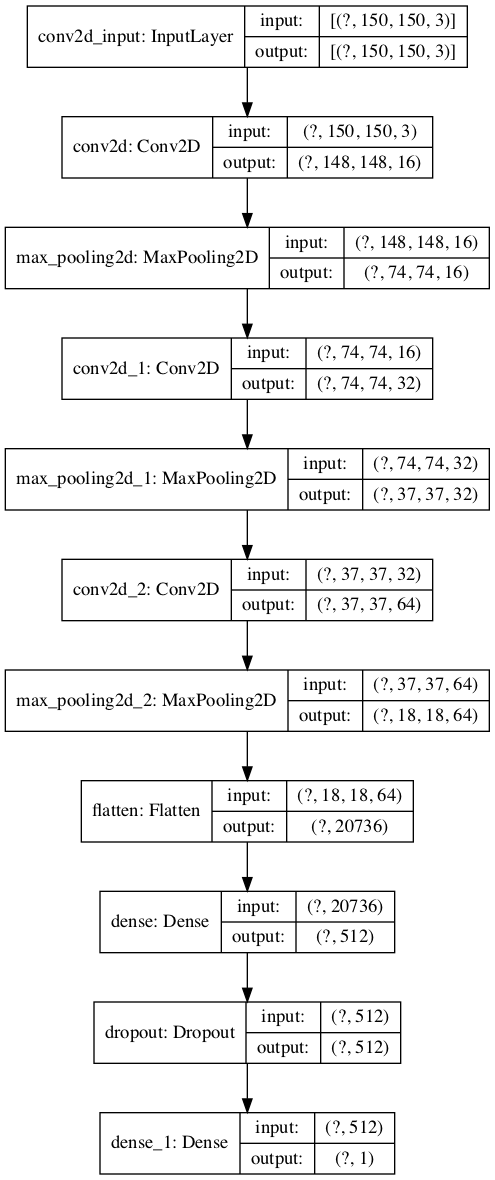 conv2d_input: InputLayer
input:
[(?, 150, 150, 3)]
output:
[(?, 150, 150, 3)]
conv2d: Conv2D
input:
(?, 150, 150, 3)
output:
(?, 148, 148, 16)
max_pooling2d: MaxPooling2D
input:
(?, 148, 148, 16)
output:
(?, 74, 74, 16)
conv2d_1: Conv2D
input:
(?, 74, 74, 16)
output:
(?, 74, 74, 32)
max_pooling2d_1: MaxPooling2D
input:
(?, 74, 74, 32)
output:
(?, 37, 37, 32)
conv2d_2: Conv2D
input:
(?, 37, 37, 32)
output:
(?, 37, 37, 64)
max_pooling2d_2: MaxPooling2D
input:
(?, 37, 37, 64)
output:
(?, 18, 18, 64)
flatten: Flatten
input:
(?, 18, 18, 64)
output:
(?, 20736)
dense: Dense
input:
(?, 20736)
output:
(?, 512)
dropout: Dropout
input:
(?, 512)
output:
(?, 512)
dense_1: Dense
input:
(?, 512)
output:
(?, 1)